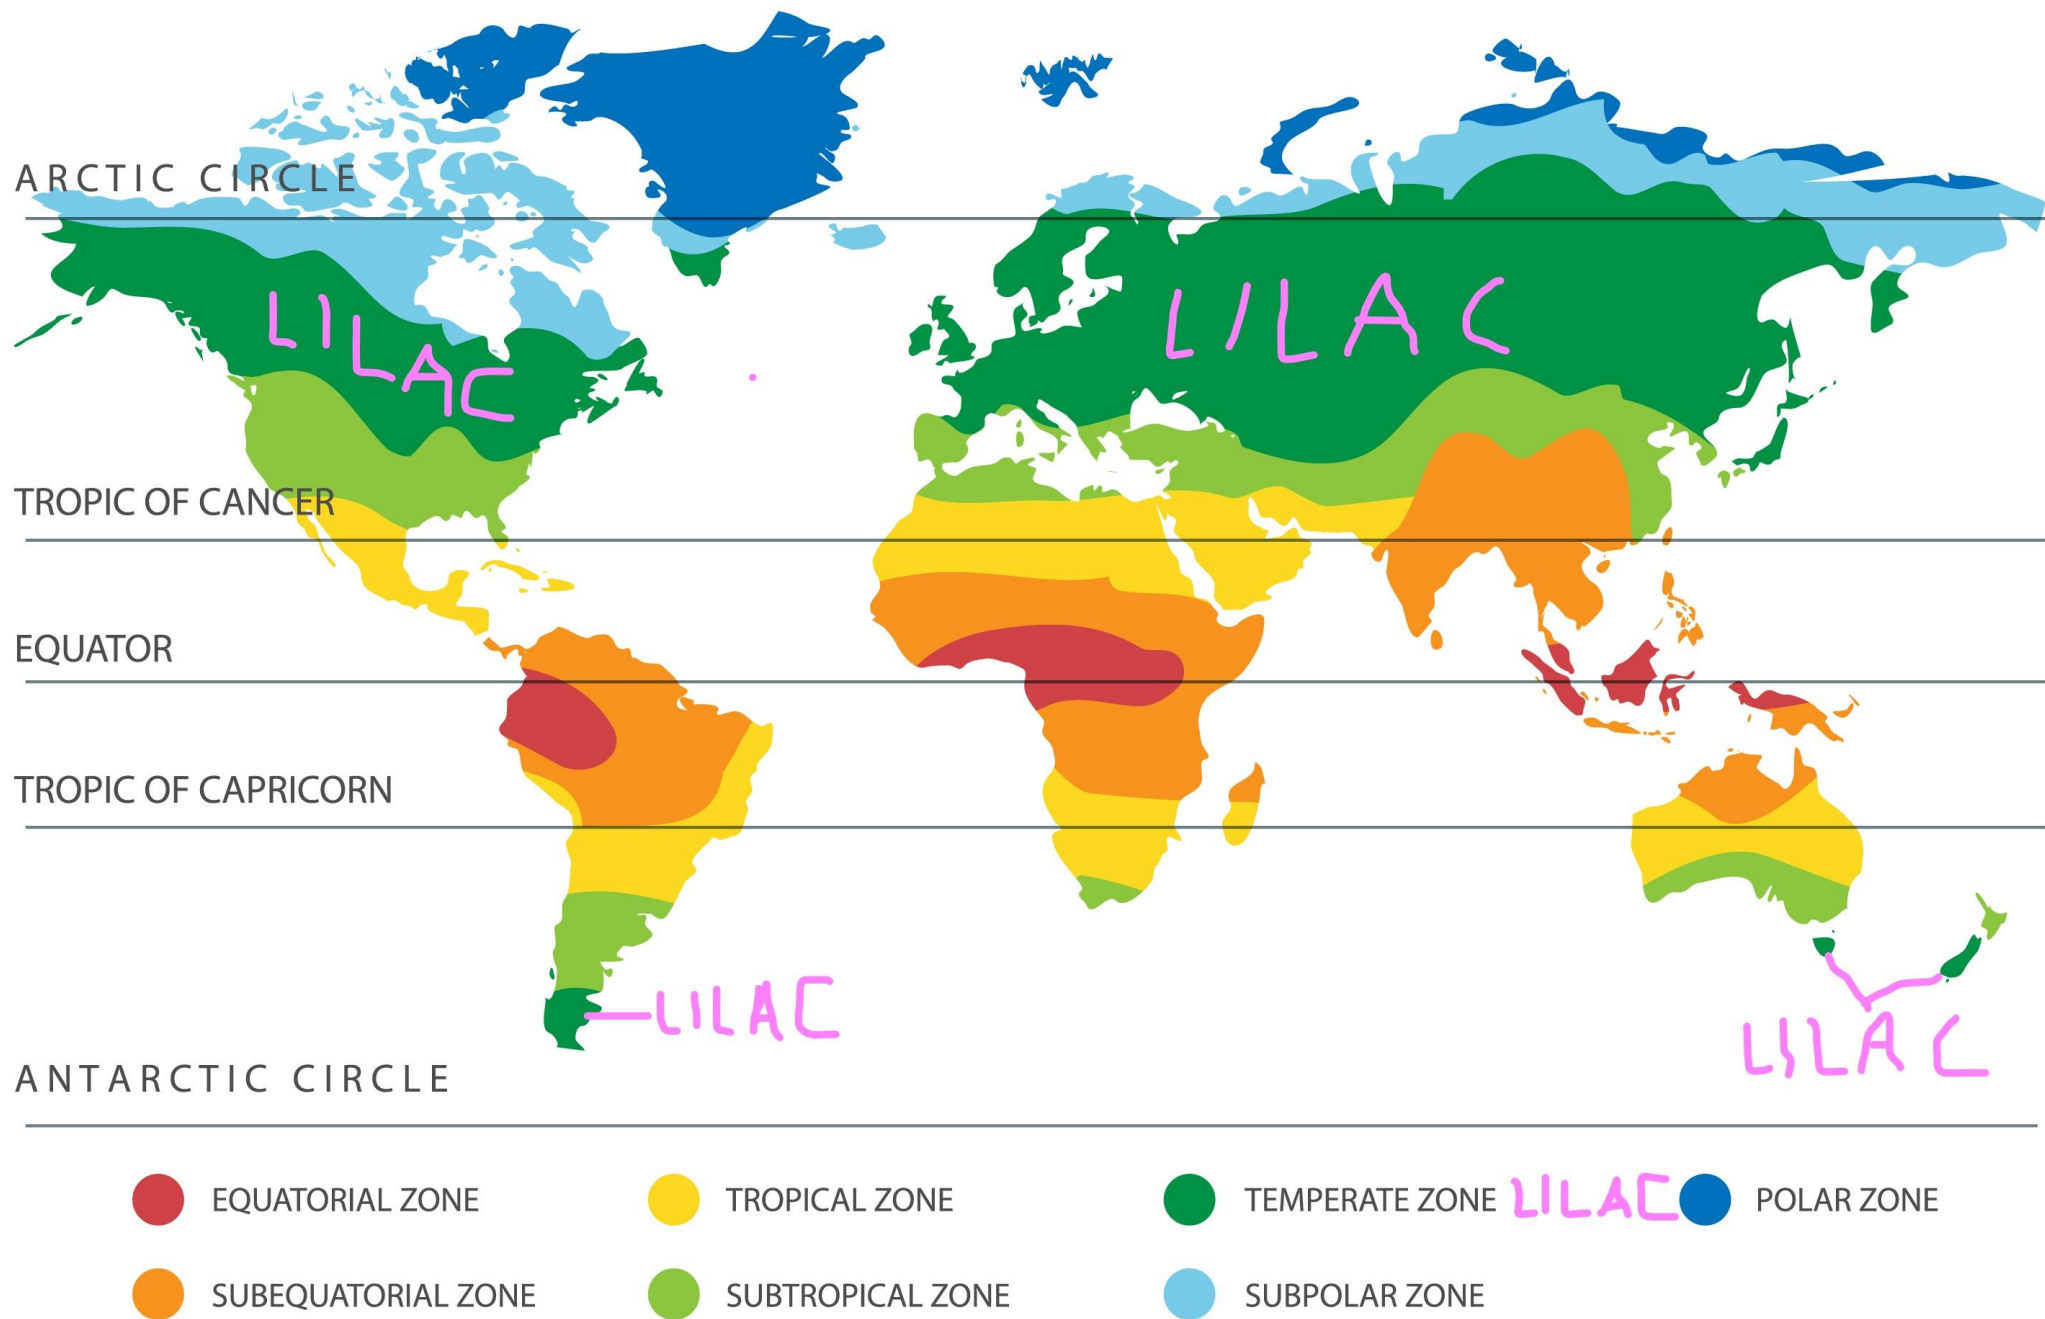 ARCTIC CIRCLE
LILAC
LILAC
TROPIC OF CANCER
EQUATOR
TROPIC OF CAPRICORN
LILAC
LILAC
ANTARCTIC CIRCLE
EQUATORIAL ZONE
TROPICAL ZONE
TEMPERATE ZONE LILAC
POLAR ZONE
SUBEQUATORIAL ZONE
SUBTROPICAL ZONE
SUBPOLAR ZONE